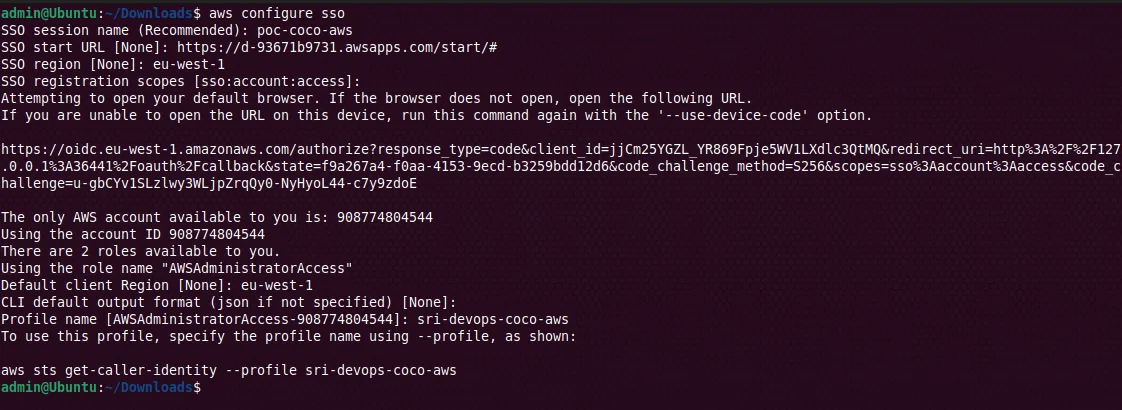 admin@Ubuntu:~/Downloads$ aws configure sso
SSO session name (Recommended): poc-coco-aws
SSO start URL [None]: https://d-93671b9731.awsapps.com/start/#
SSO region [None]: eu-west-1
SSO registration scopes [sso:account:access]:
Attempting to open your default browser. If the browser does not open, open the following URL.
If you are unable to open the URL on this device, run this command again with the '--use-device-code' option.
https://oidc.eu-west-1.amazonaws.com/authorize?response_type=code&client_id=jjCm25YGZL_YR869Fpje5WV1LXdlc3QtMQ&redirect_uri=http%3A%2F%2F127
.0.0.1%3A36441%2Foauth%2Fcallback&state=f9a267a4-f0aa-4153-9ecd-b3259bdd12d6&code_challenge_method=S256&scopes=sso%3Aaccount%3Aaccess&code_c
hallenge=u-gbCYv1SLzlwy3WLjpZrqQy0-NyHyoL44-c7y9zdoE
The only AWS account available to you is: 908774804544
Using the account ID 908774804544
There are 2 roles available to you.
Using the role name "AWSAdministratorAccess"
Default client Region [None]: eu-west-1
CLI default output format (json if not specified) [None]:
Profile name [AWSAdministratorAccess-908774804544]: sri-devops-coco-aws
To use this profile, specify the profile name using --profile, as shown:
aws sts get-caller-identity --profile sri-devops-coco-aws
admin@Ubuntu:~/Downloads$